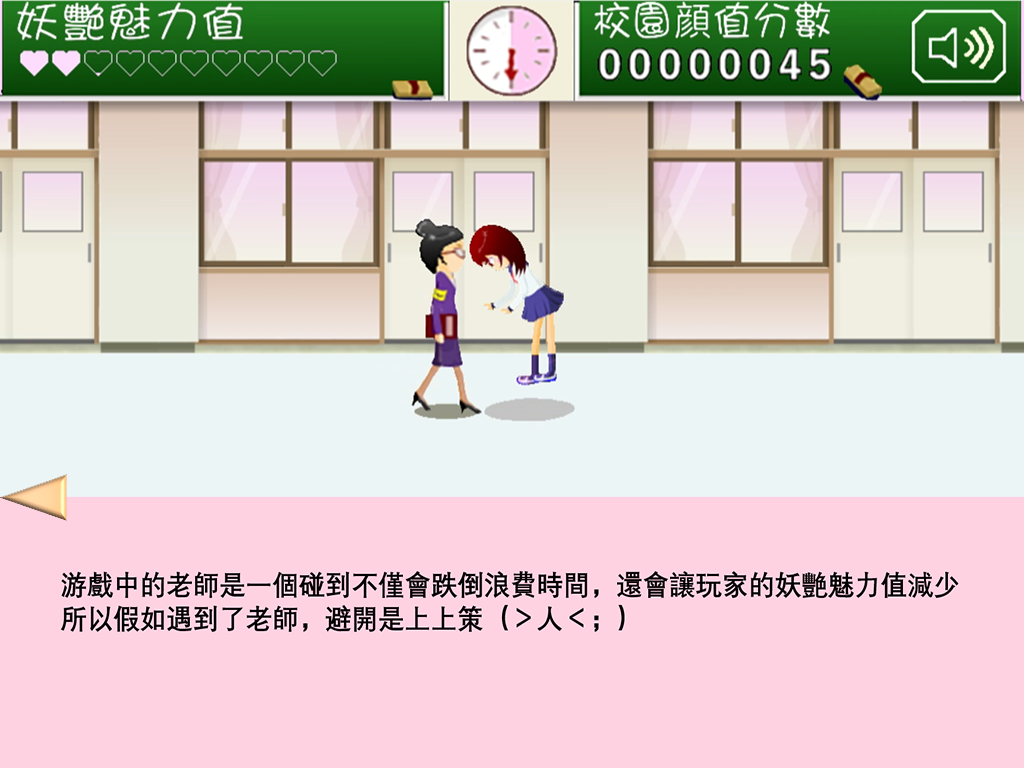 妖艷魅力值
校園顏值分數
00000045
游戲中的老師是一個碰到不僅會跌倒浪費時間，還會讓玩家的妖艷魅力值減少
所以假如遇到了老師，避開是上上策（＞人＜；）